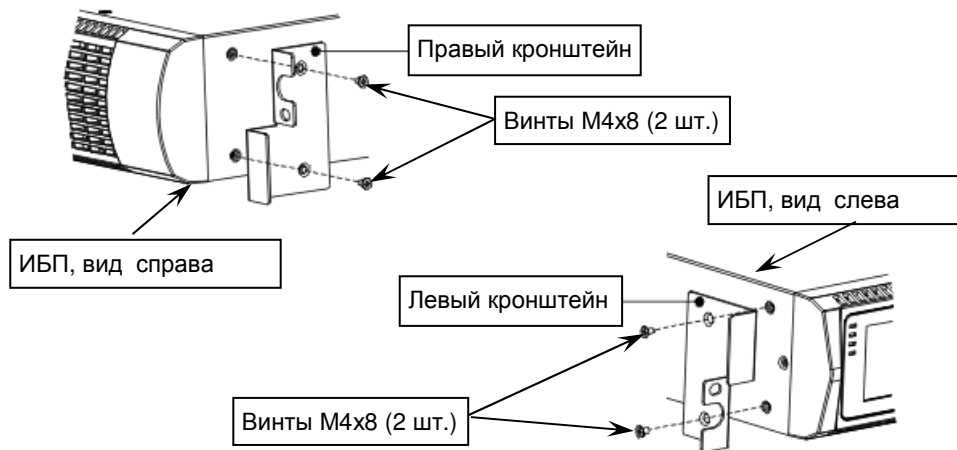 Правый кронштейн
Винты М4х8 (2 шт.)
ИБП, вид справа
ИБП, вид слева
Левый кронштейн
Винты М4х8 (2 шт.)